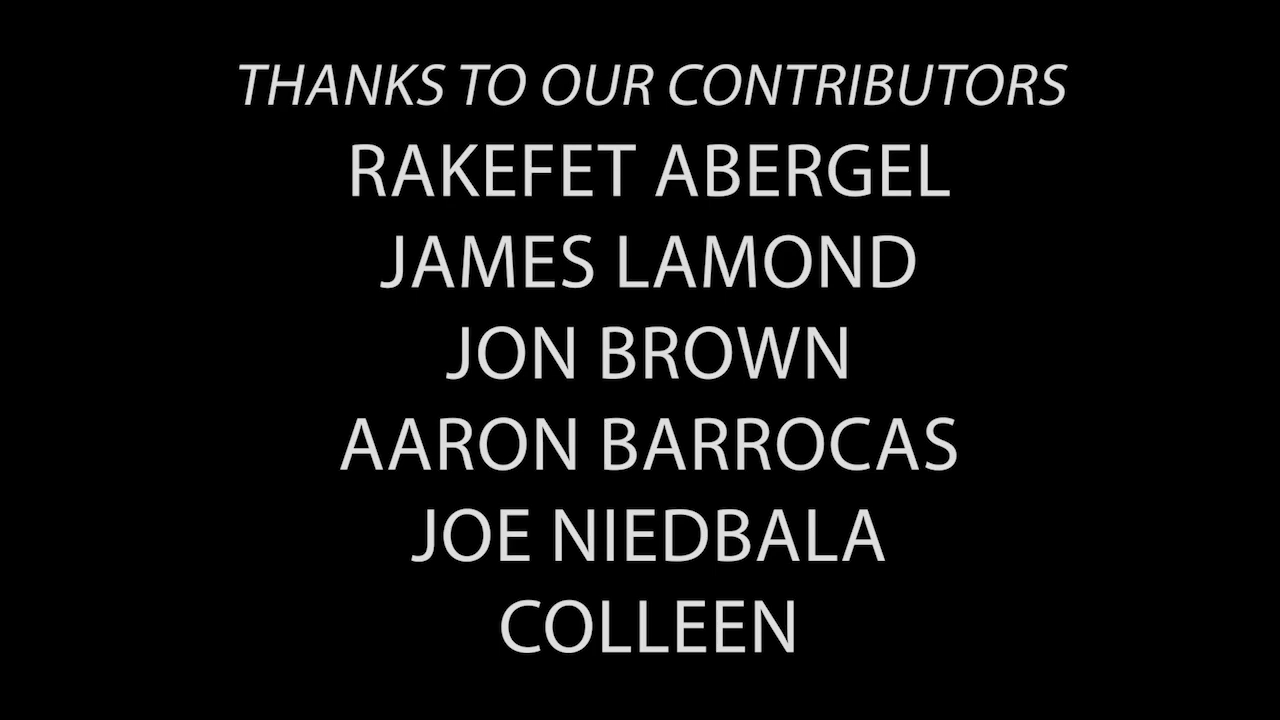 THANKS TO OUR CONTRIBUTORS
RAKEFET ABERGEL
JAMES LAMOND
JON BROWN
AARON BARROCAS
JOE NIEDBALA
COLLEEN